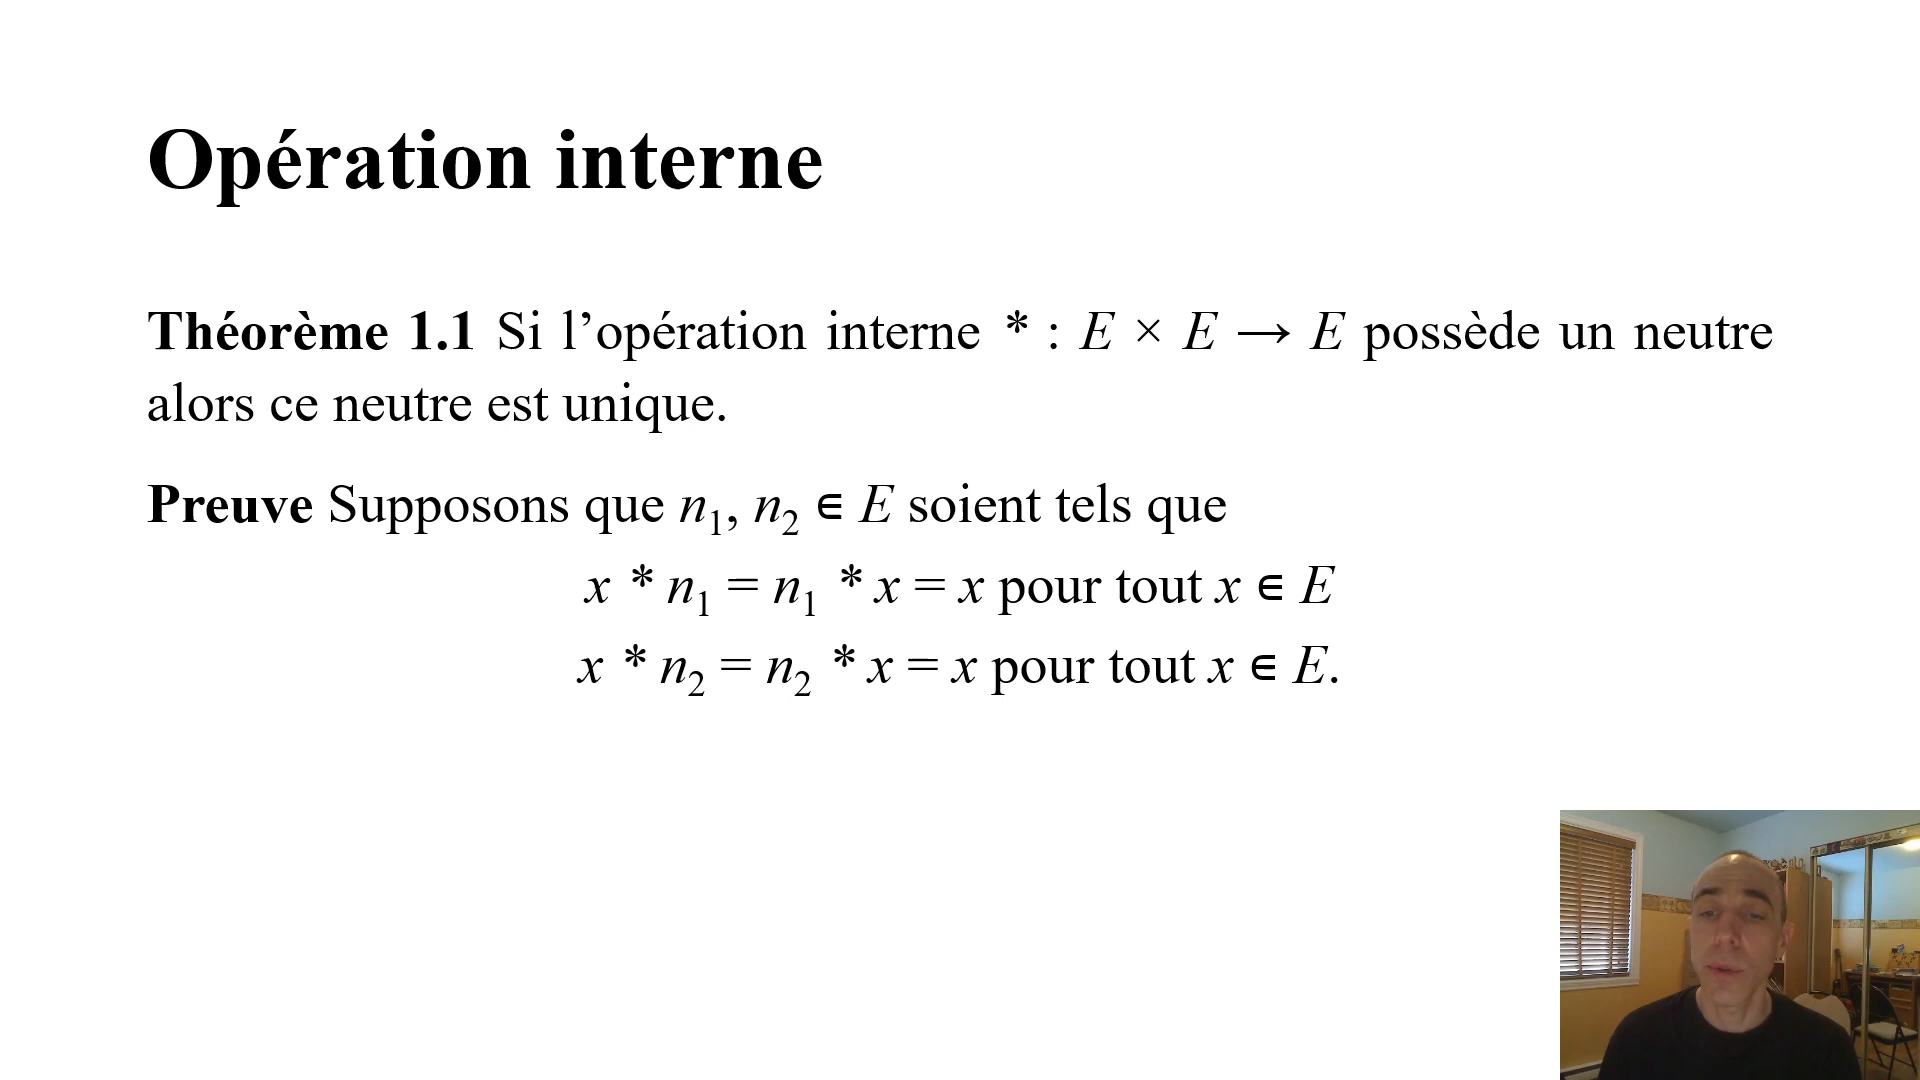 Opération interne
Théorème 1.1 Si l’opération interne * : E × E → E possède un neutre
alors ce neutre est unique.
Preuve Supposons que n₁, n₂ ∈ E soient tels que
x * n₁ = n₁ * x = x pour tout x ∈ E
x * n₂ = n₂ * x = x pour tout x ∈ E.